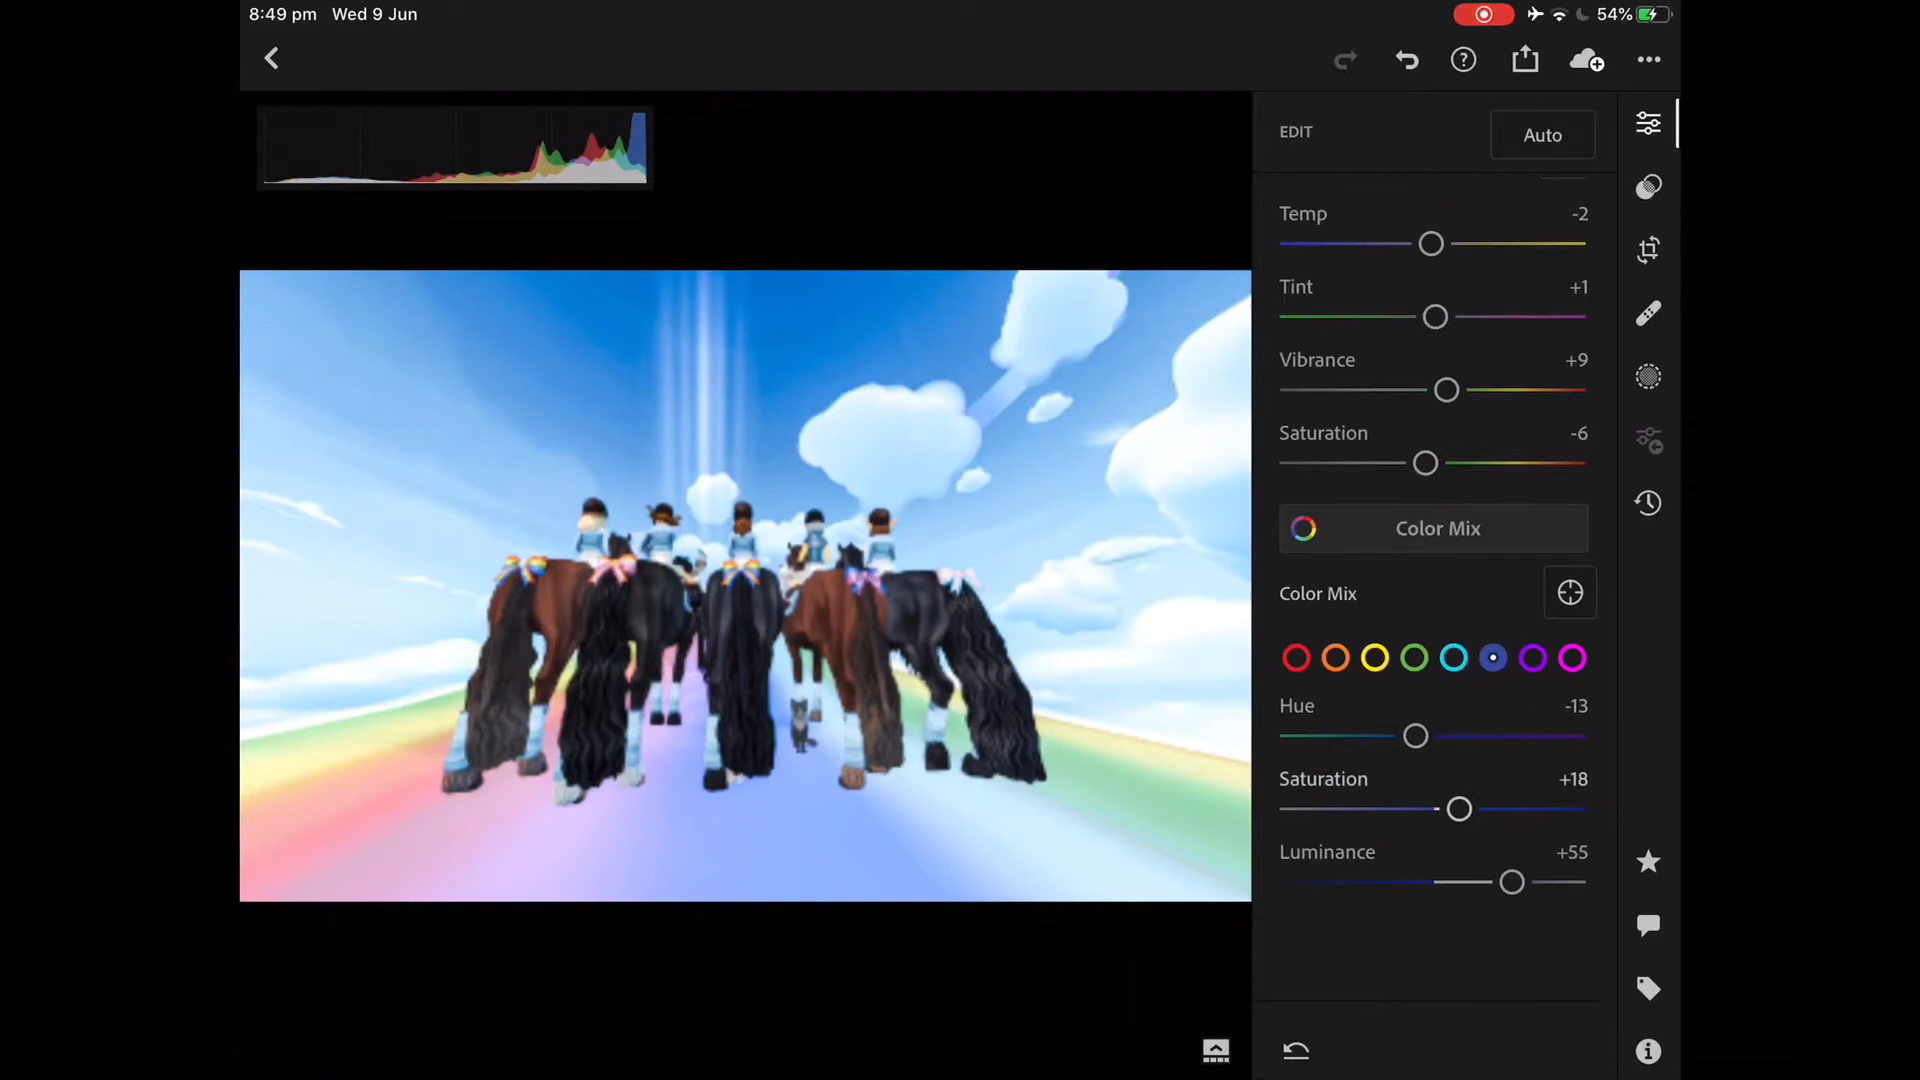 8:49 pm Wed 9 Jun
54%
EDIT
Auto
Temp -2
Tint +1
Vibrance +9
Saturation -6
Color Mix
Color Mix
Hue -13
Saturation +18
Luminance +55